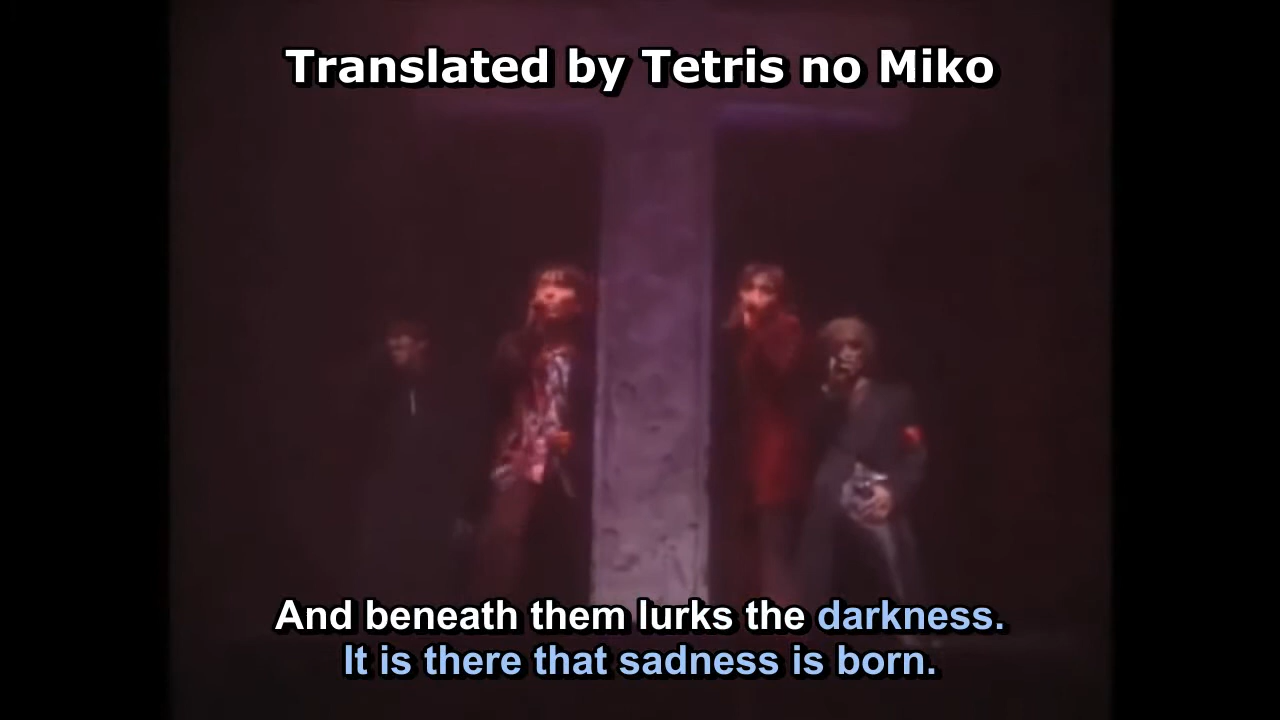 Translated by Tetris no Miko
And beneath them lurks the darkness.
It is there that sadness is born.